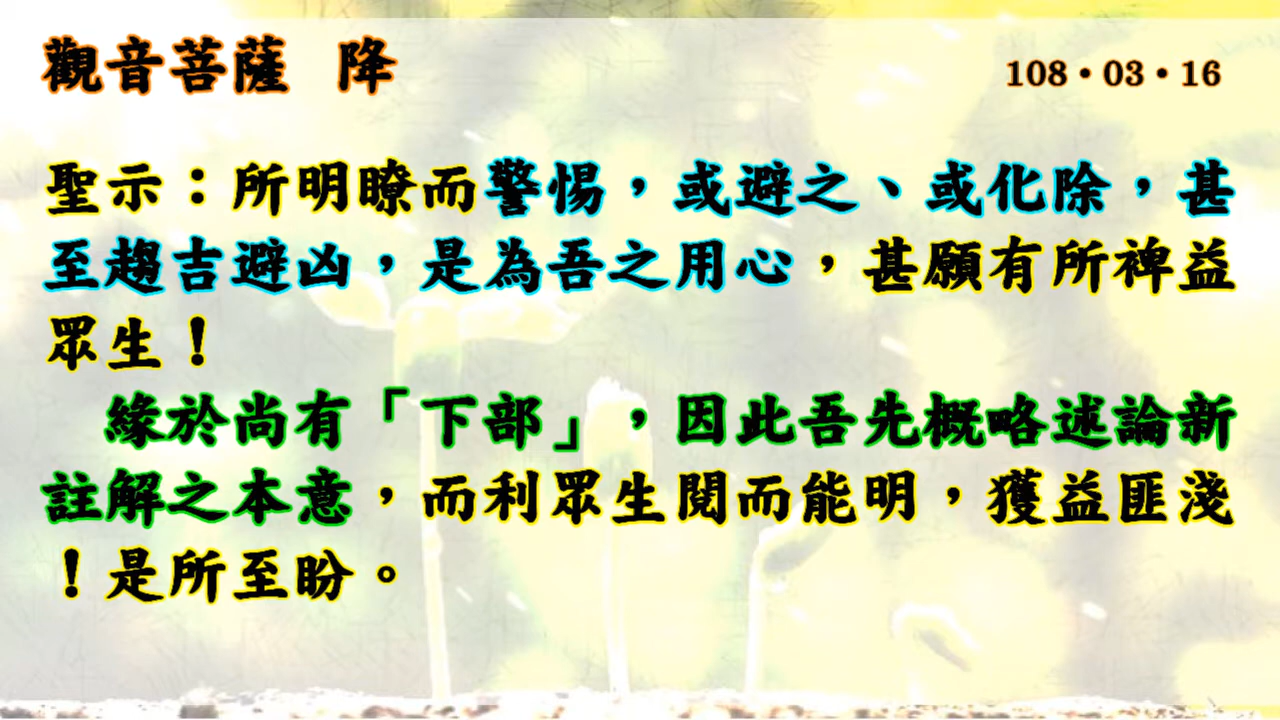 觀音菩薩 降
108·03·16
聖示：所明瞭而警惕，或避之、或化除，甚
至趨吉避凶，是為吾之用心，甚願有所裨益
眾生！
緣於尚有「下部」，因此吾先概略述論新
註解之本意，而利眾生閱而能明，獲益匪淺
！是所至盼。